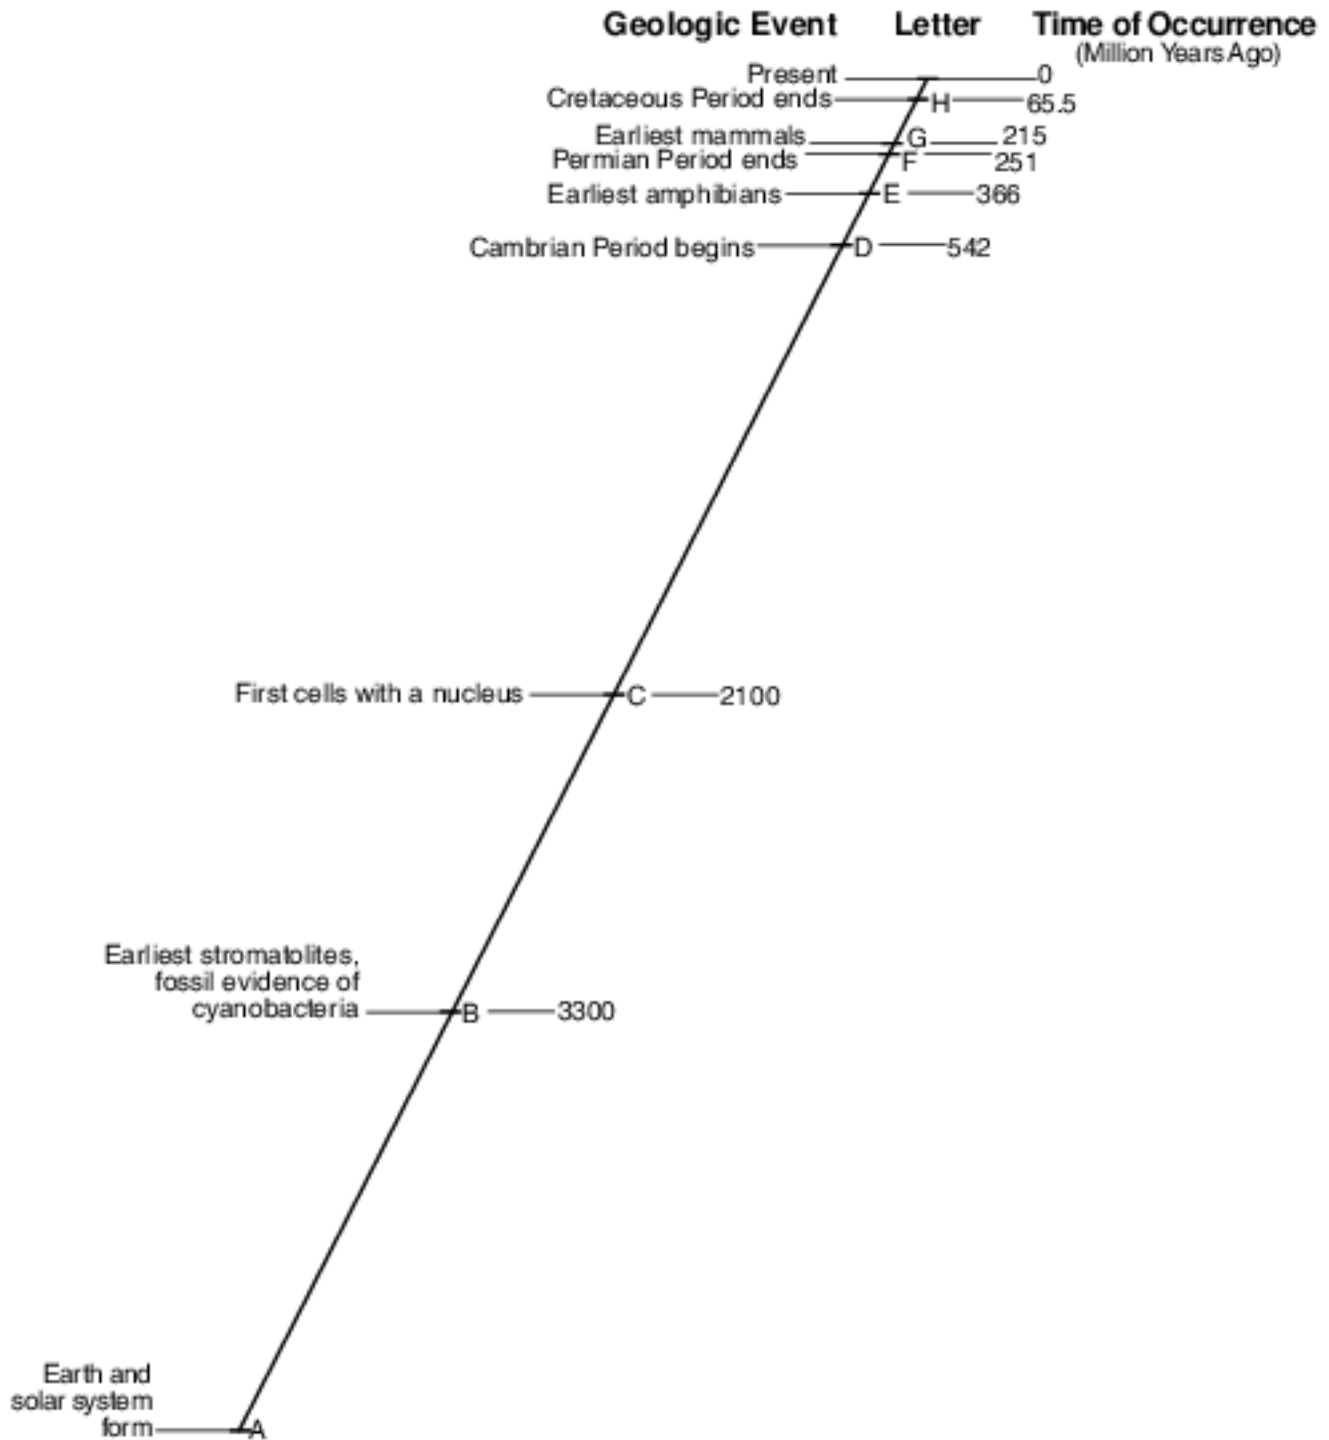 Geologic Event Letter Time of Occurrence
(Million Years Ago)
Present 0
Cretaceous Period ends H 65.5
Earliest mammals G 215
Permian Period ends F 251
Earliest amphibians E 366
Cambrian Period begins D 542
First cells with a nucleus C 2100
Earliest stromatolites,
fossil evidence of
cyanobacteria B 3300
Earth and
solar system
form A